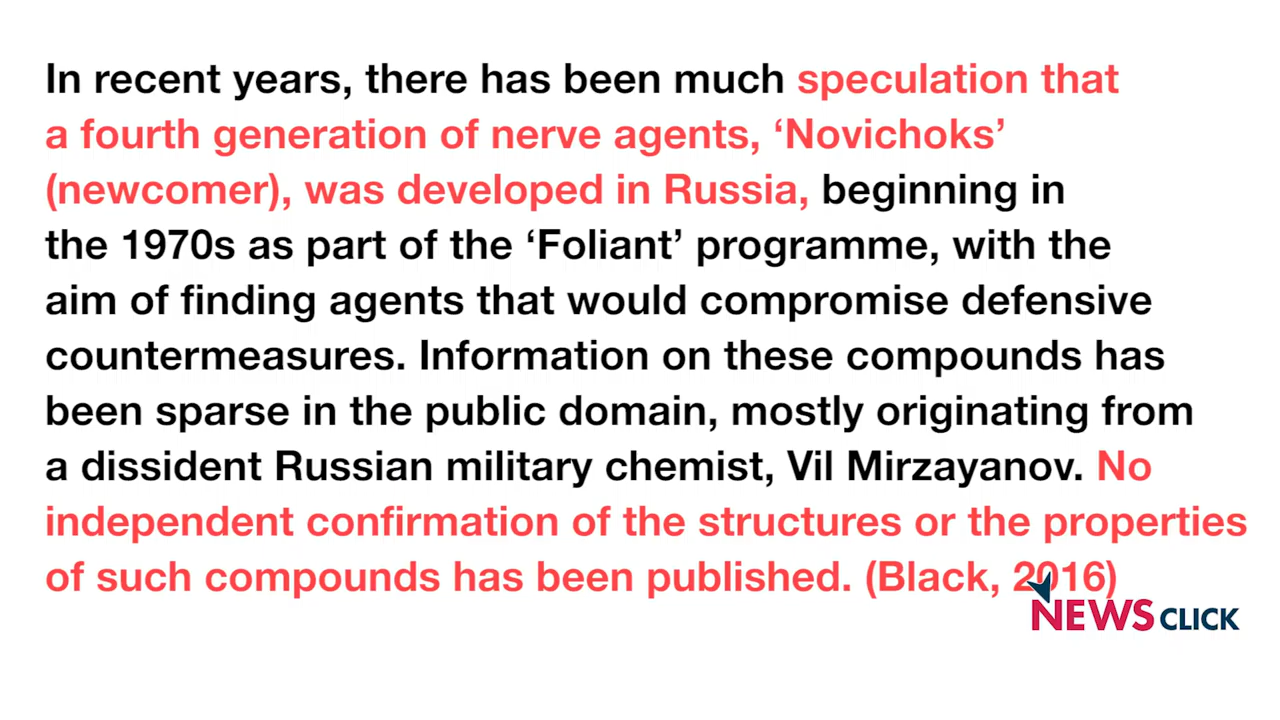 In recent years, there has been much speculation that
a fourth generation of nerve agents, ‘Novichoks’
(newcomer), was developed in Russia, beginning in
the 1970s as part of the ‘Foliant’ programme, with the
aim of finding agents that would compromise defensive
countermeasures. Information on these compounds has
been sparse in the public domain, mostly originating from
a dissident Russian military chemist, Vil Mirzayanov. No
independent confirmation of the structures or the properties
of such compounds has been published. (Black, 2016)
NEWSCLICK